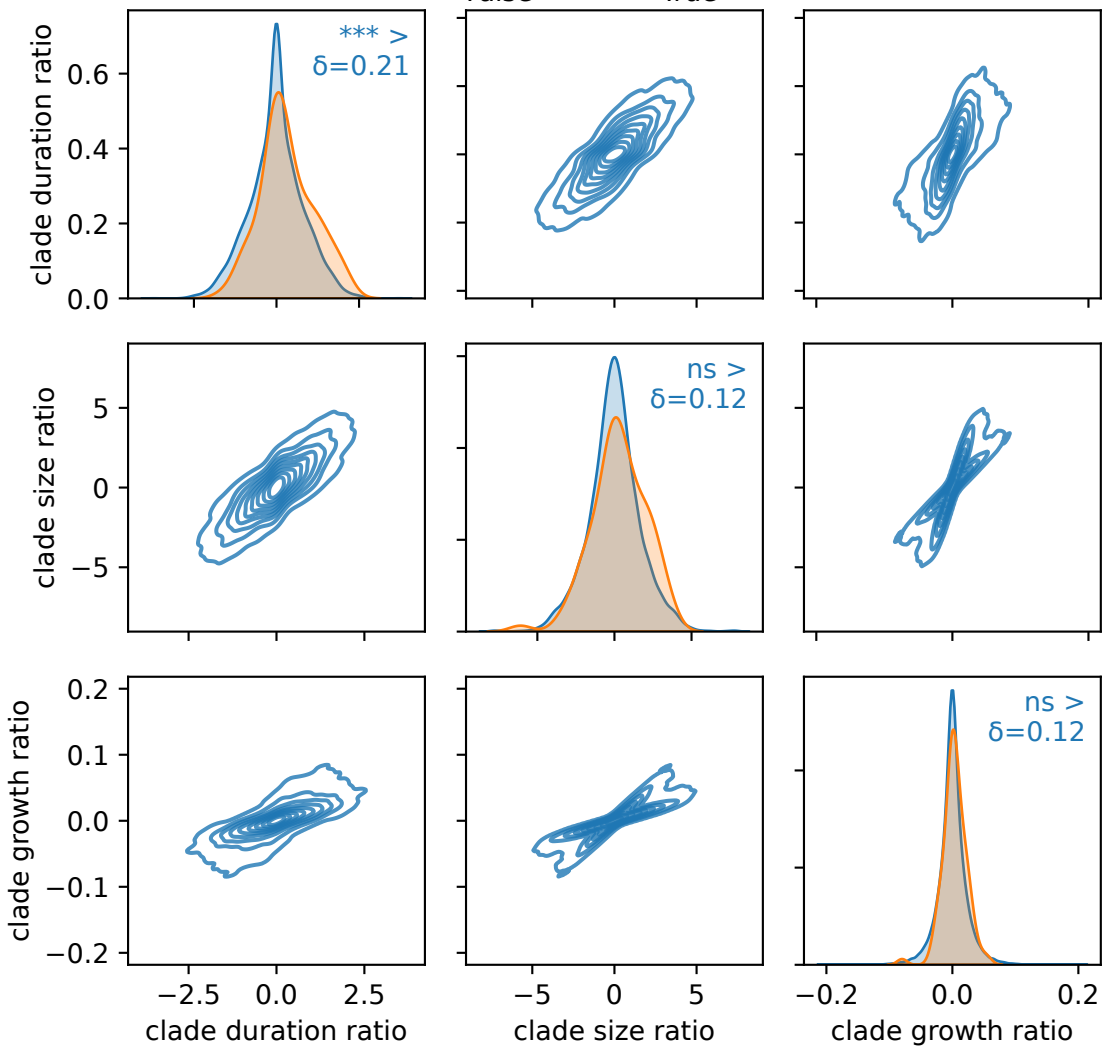 *** >
δ=0.21
clade duration ratio
0.6
0.4
0.2
0.0
ns >
δ=0.12
clade size ratio
5
0
−5
ns >
δ=0.12
clade growth ratio
0.2
0.1
0.0
−0.1
−0.2
−2.5 0.0 2.5
−5 0 5
−0.2 0.0 0.2
clade duration ratio
clade size ratio
clade growth ratio